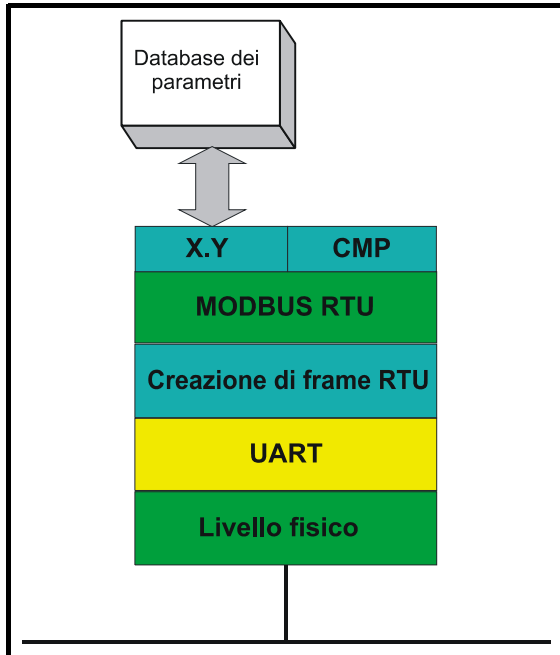 Database dei
parametri
X.Y
CMP
MODBUS RTU
Creazione di frame RTU
UART
Livello fisico